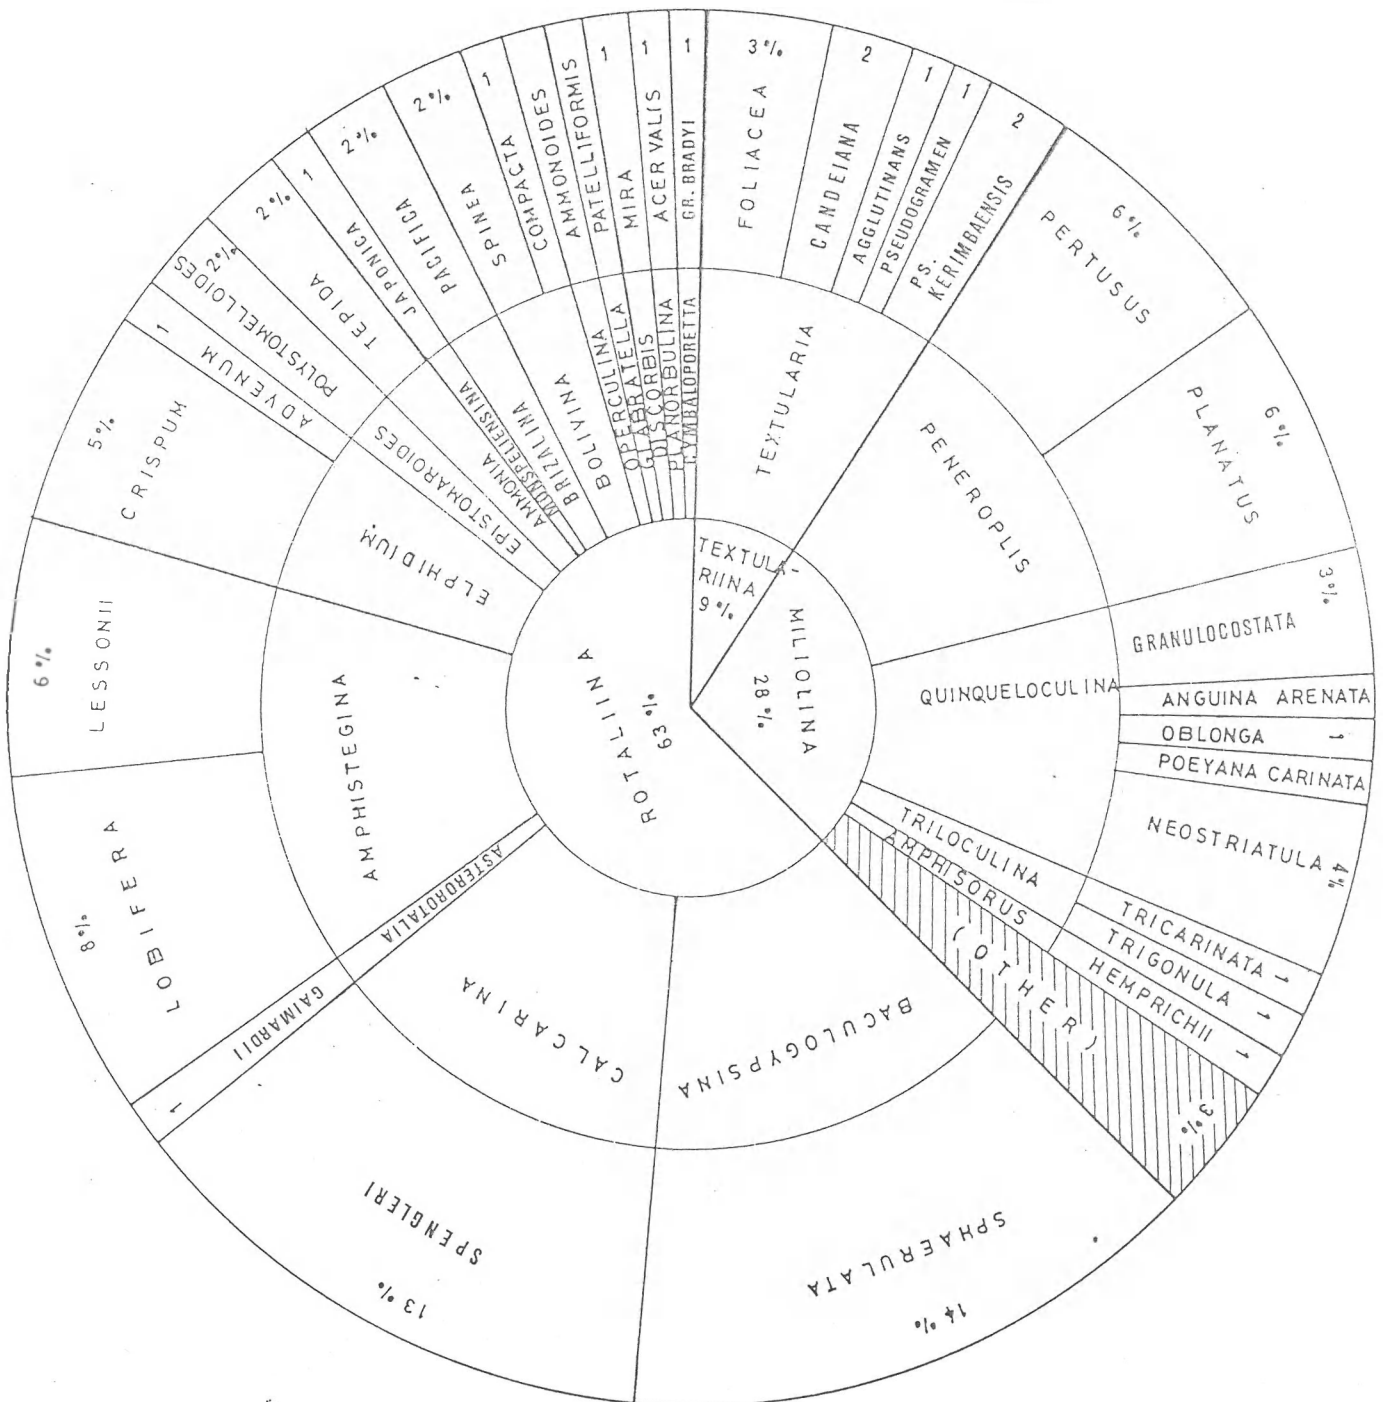 TEXTULA-
RIINA
9%
MILIOLINA
28%
ROTALIINA
63%
TEXTULARIA
PENEROPLIS
QUINQUELOCULINA
TRILOCULINA
AMPHISORUS
(OTHER)
3%
BACULOGYPSINA
CALCARINA
ASTEROROTALIA
AMPHISTEGINA
ELPHIDIUM
EPISTOMAROIDES
AMMONIA
MONSPELIENSINA
BRIZALIMA
BOLIVINA
OPERCULINA
GLABRATELLA
DISCORBIS
PLANORBULINA
CYMBALOPORETTA
FOLIACEA
3%
CANDEIANA
2
AGGLUTINANS
1
PSEUDOGRAMEN
1
PS.
KERIMBAENSIS
2
PERTUSUS
6%
PLANATUS
6%
GRANULOCOSTATA
3%
ANGUINA ARENATA
OBLONGA 1
POEYANA CARINATA
NEOSTRIATULA 4%
TRICARINATA 1
TRIGONULA 1
HEMPRICHII 1
SPHAERULATA
14%
SPENGLERI
13%
GAIMARDII
1
LOBIFERA
8%
LESSONII
6%
CRISPUM
5%
ADVENUM
1
POLYSTOMELLOIDES
2%
TEPIDA
2%
JAPONICA
1
PACIFICA
2%
SPINEA
2%
COMPACTA
1
AMMONOIDES
PATELLIFORMIS
MIRA
1
ACERVALIS
1
GR. BRADYI
1